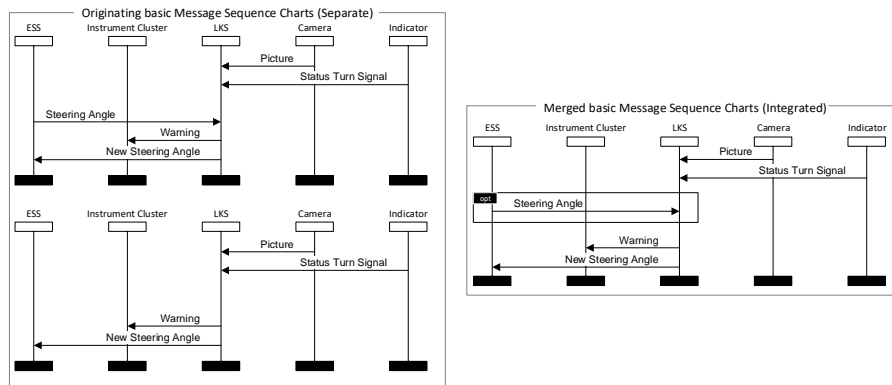 Originating basic Message Sequence Charts (Separate)
ESS Instrument Cluster LKS Camera Indicator
Picture
Status Turn Signal
Steering Angle
Warning
New Steering Angle
ESS Instrument Cluster LKS Camera Indicator
Picture
Status Turn Signal
Warning
New Steering Angle
Merged basic Message Sequence Charts (Integrated)
ESS Instrument Cluster LKS Camera Indicator
Picture
Status Turn Signal
opt
Steering Angle
Warning
New Steering Angle